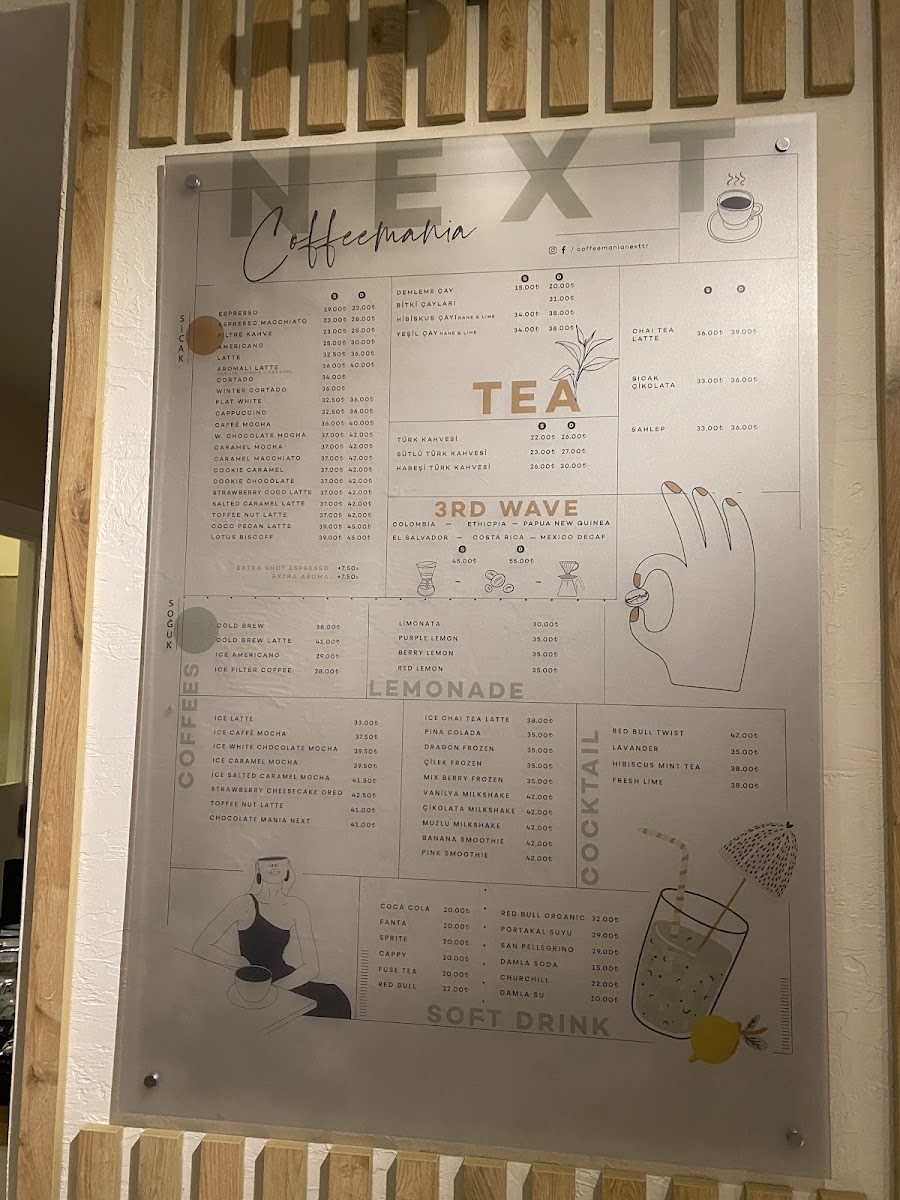 NEXT
Coffeemania
f / coffeemanianexttr
SICAK
S D
ESPRESSO 19.00₺ 23.00₺
ESPRESSO MACCHIATO 23.00₺ 28.00₺
FILTRE KAHVE 23.00₺ 28.00₺
AMERICANO 25.00₺ 30.00₺
LATTE 32.50₺ 36.00₺
AROMALI LATTE 36.00₺ 40.00₺
CORTADO 34.00₺
WINTER CORTADO 36.00₺
FLAT WHITE 32.50₺ 36.00₺
CAPPUCCINO 32.50₺ 36.00₺
CAFFÉ MOCHA 36.00₺ 40.00₺
W. CHOCOLATE MOCHA 37.00₺ 42.00₺
CARAMEL MOCHA 37.00₺ 42.00₺
CARAMEL MACCHIATO 37.00₺ 42.00₺
COOKIE CARAMEL 37.00₺ 42.00₺
COOKIE CHOCOLATE 37.00₺ 42.00₺
STRAWBERRY COCO LATTE 37.00₺ 42.00₺
SALTED CARAMEL LATTE 37.00₺ 42.00₺
TOFFEE NUT LATTE 37.00₺ 42.00₺
COCO PECAN LATTE 39.00₺ 45.00₺
LOTUS BISCOFF 39.00₺ 45.00₺
EXTRA SHOT ESPRESSO +7.50₺
EXTRA AROMA +7.50₺
S D
DEMLEME ÇAY 15.00₺ 20.00₺
BİTKİ ÇAYLARI 31.00₺
HİBİSKUS ÇAYI NANE & LIME 34.00₺ 38.00₺
YEŞİL ÇAY NANE & LIME 34.00₺ 38.00₺
TEA
S D
TÜRK KAHVESİ 22.00₺ 26.00₺
SÜTLÜ TÜRK KAHVESİ 23.00₺ 27.00₺
HABEŞİ TÜRK KAHVESİ 26.00₺ 30.00₺
3RD WAVE
COLOMBIA — ETHIOPIA — PAPUA NEW GUINEA
EL SALVADOR — COSTA RICA — MEXICO DECAF
S D
45.00₺ 55.00₺
S D
CHAI TEA LATTE 36.00₺ 39.00₺
SICAK ÇİKOLATA 33.00₺ 36.00₺
SAHLEP 33.00₺ 36.00₺
SOĞUK
COFFEES
COLD BREW 38.00₺
COLD BREW LATTE 41.00₺
ICE AMERICANO 29.00₺
ICE FILTER COFFEE 28.00₺
LIMONATA 30.00₺
PURPLE LEMON 35.00₺
BERRY LEMON 35.00₺
RED LEMON 35.00₺
LEMONADE
ICE LATTE 33.00₺
ICE CAFFÉ MOCHA 37.50₺
ICE WHITE CHOCOLATE MOCHA 39.50₺
ICE CARAMEL MOCHA 39.50₺
ICE SALTED CARAMEL MOCHA 41.50₺
STRAWBERRY CHEESECAKE OREO 42.50₺
TOFFEE NUT LATTE 41.00₺
CHOCOLATE MANIA NEXT 41.00₺
ICE CHAI TEA LATTE 38.00₺
PINA COLADA 35.00₺
DRAGON FROZEN 35.00₺
ÇİLEK FROZEN 35.00₺
MIX BERRY FROZEN 35.00₺
VANİLYA MILKSHAKE 42.00₺
ÇİKOLATA MILKSHAKE 42.00₺
MUZLU MILKSHAKE 42.00₺
BANANA SMOOTHIE 42.00₺
PINK SMOOTHIE 42.00₺
COCKTAIL
RED BULL TWIST 42.00₺
LAVANDER 25.00₺
HIBISCUS MINT TEA 38.00₺
FRESH LIME 38.00₺
COCA COLA 20.00₺
FANTA 20.00₺
SPRITE 20.00₺
CAPPY 20.00₺
FUSE TEA 20.00₺
RED BULL 32.00₺
RED BULL ORGANIC 32.00₺
PORTAKAL SUYU 29.00₺
SAN PELLEGRINO 29.00₺
DAMLA SODA 15.00₺
CHURCHILL 22.00₺
DAMLA SU 10.00₺
SOFT DRINK